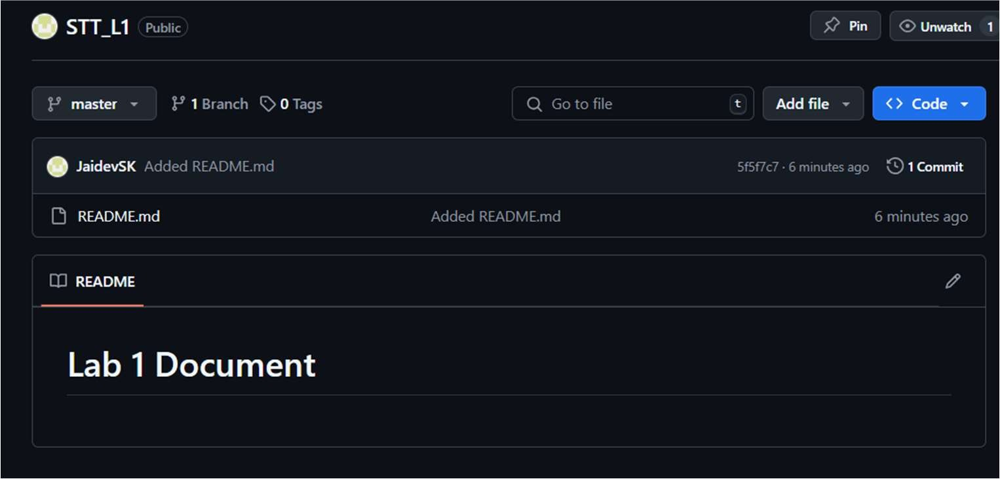 STT_L1 Public Pin Unwatch 1
master 1 Branch 0 Tags Go to file t Add file Code
JaidevSK Added README.md 5f5f7c7 · 6 minutes ago 1 Commit
README.md Added README.md 6 minutes ago
README
Lab 1 Document